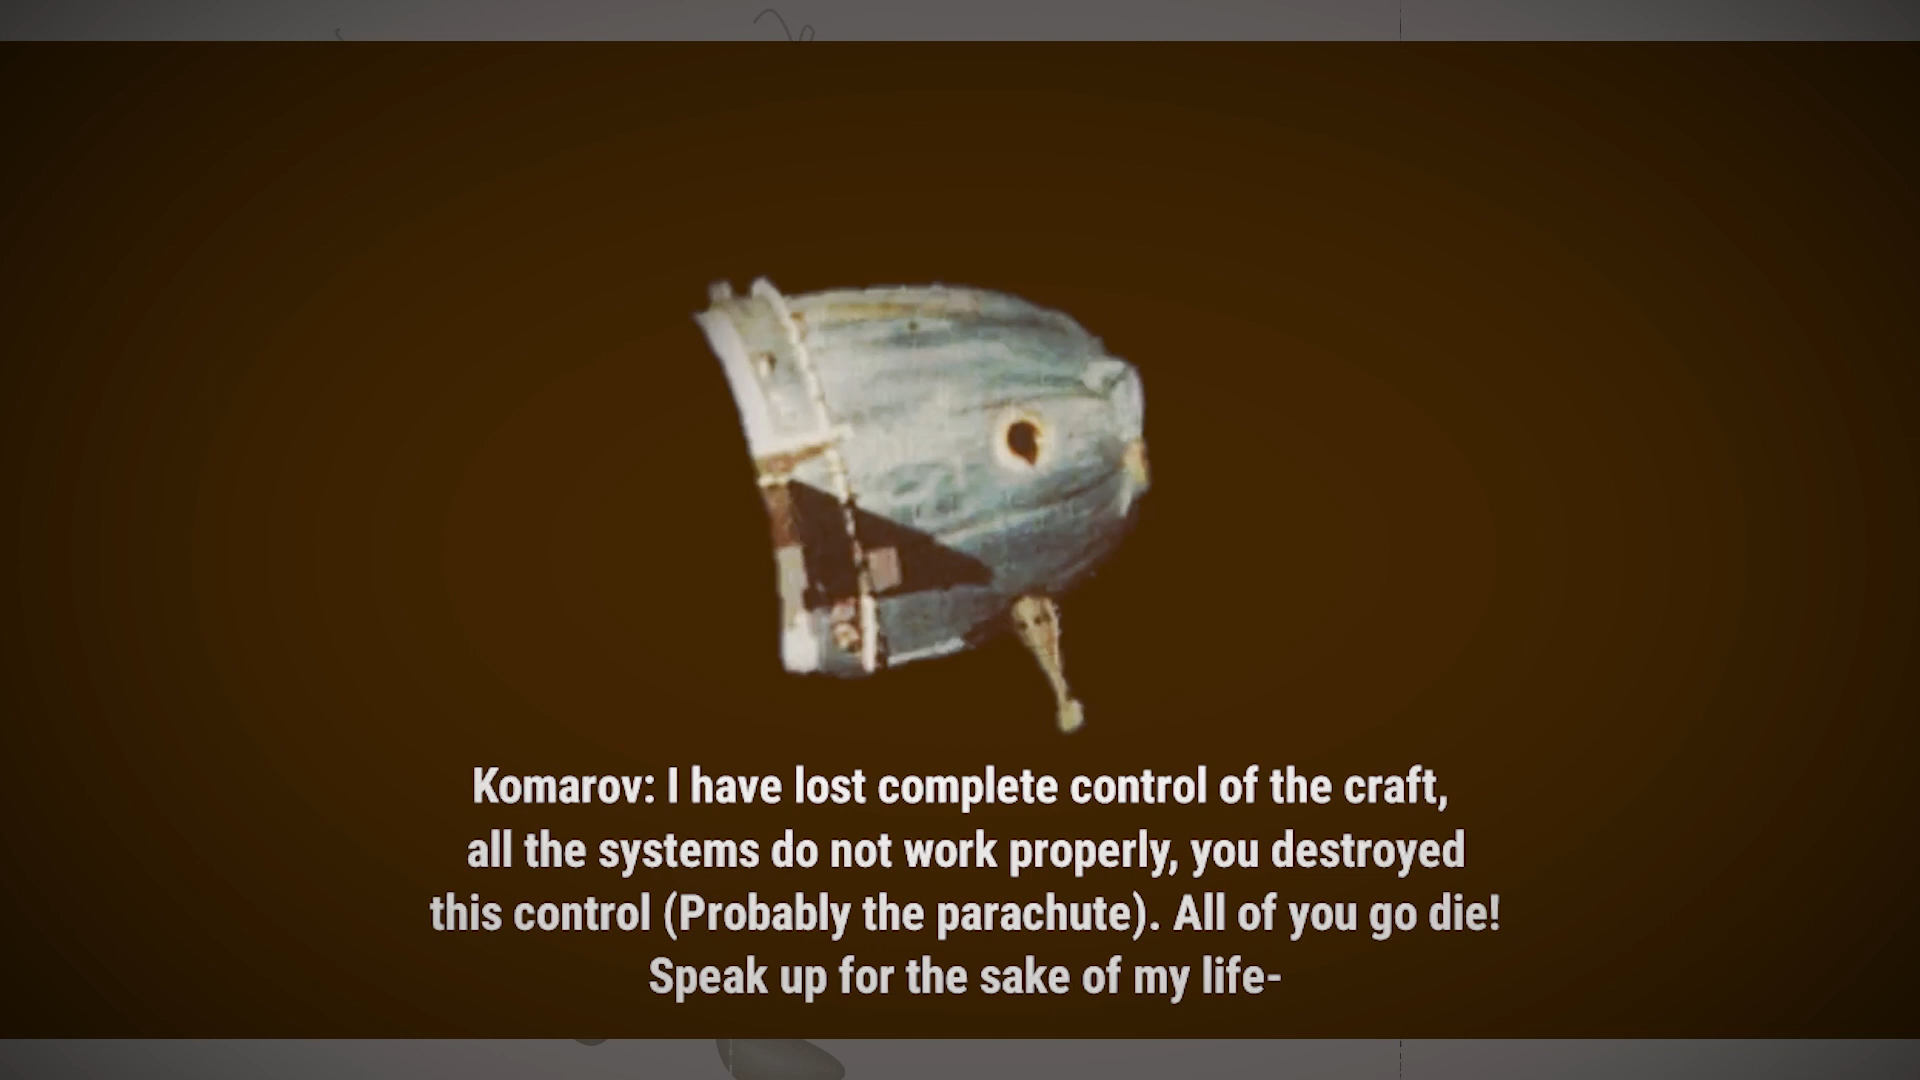 Komarov: I have lost complete control of the craft,
all the systems do not work properly, you destroyed
this control (Probably the parachute). All of you go die!
Speak up for the sake of my life-